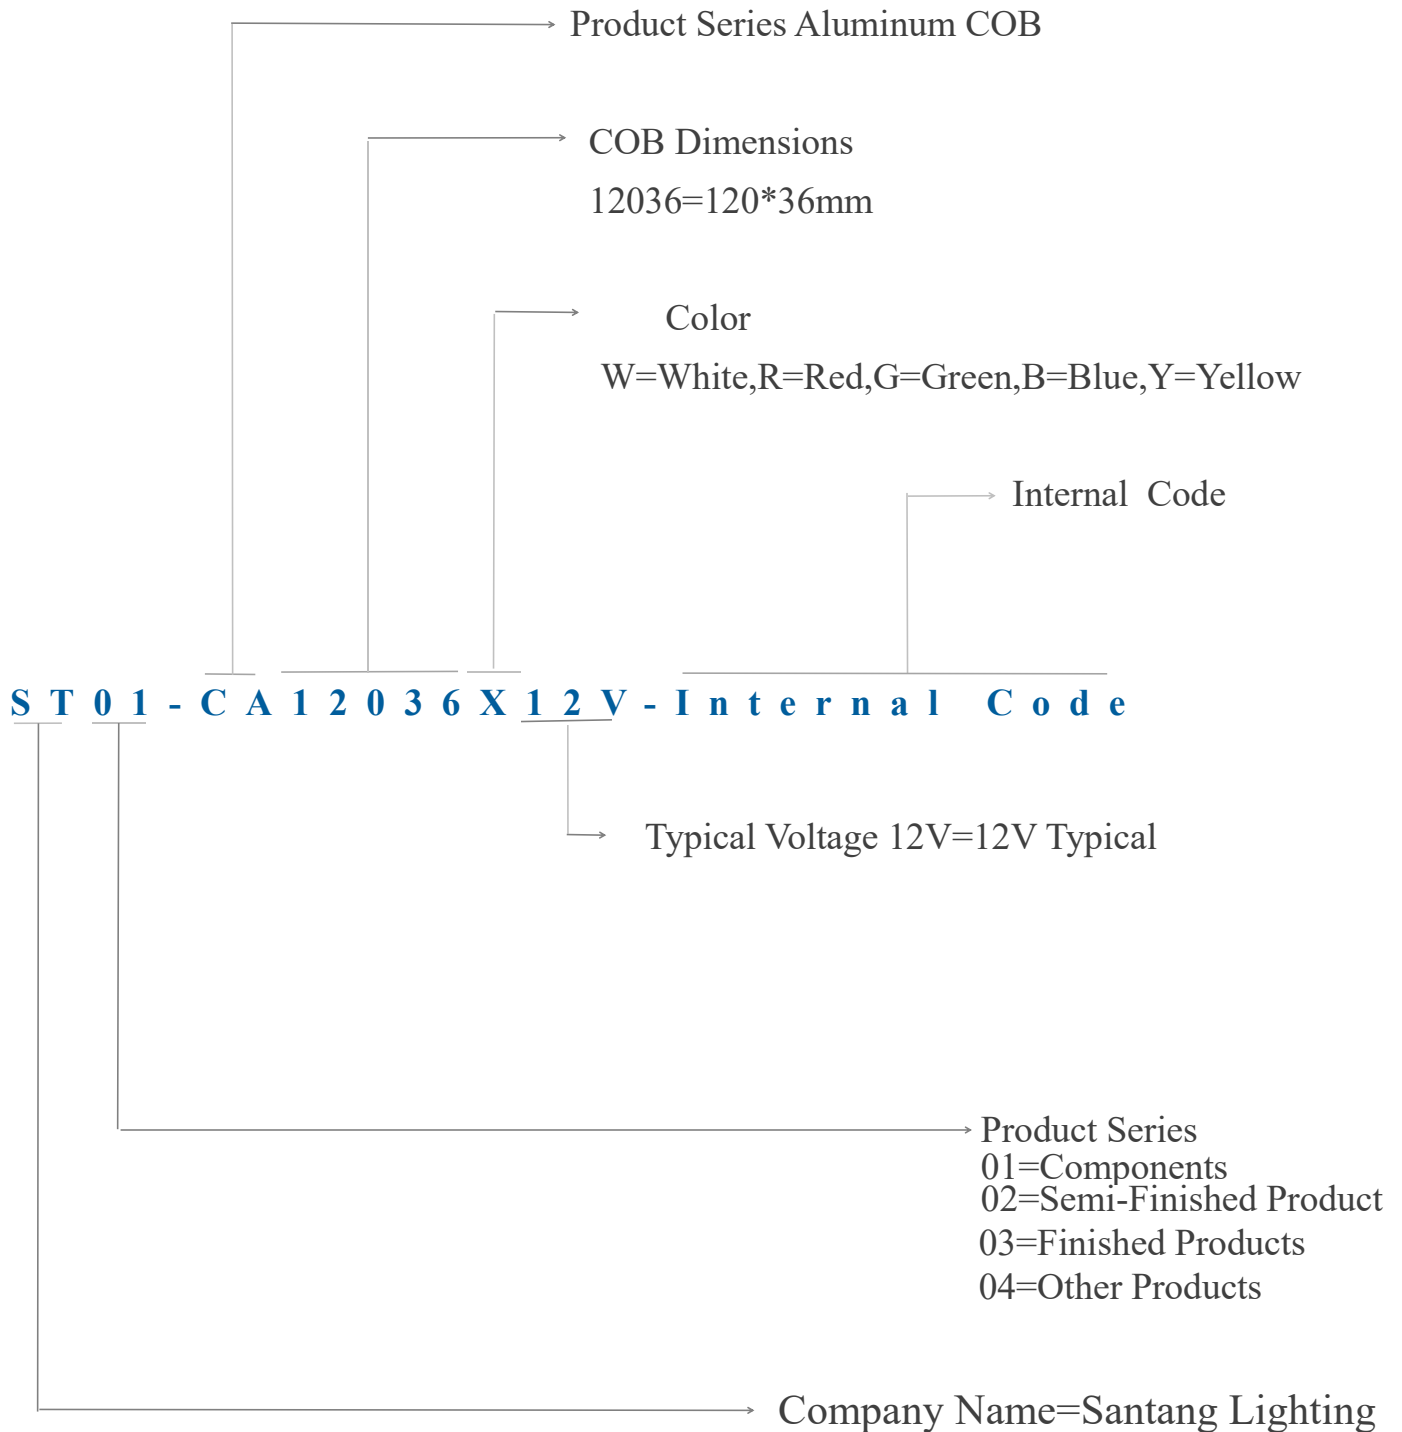 Product Series Aluminum COB
COB Dimensions
12036=120*36mm
Color
W=White,R=Red,G=Green,B=Blue,Y=Yellow
Internal Code
ST01-CA12036X12V-Internal Code
Typical Voltage 12V=12V Typical
Product Series
01=Components
02=Semi-Finished Product
03=Finished Products
04=Other Products
Company Name=Santang Lighting